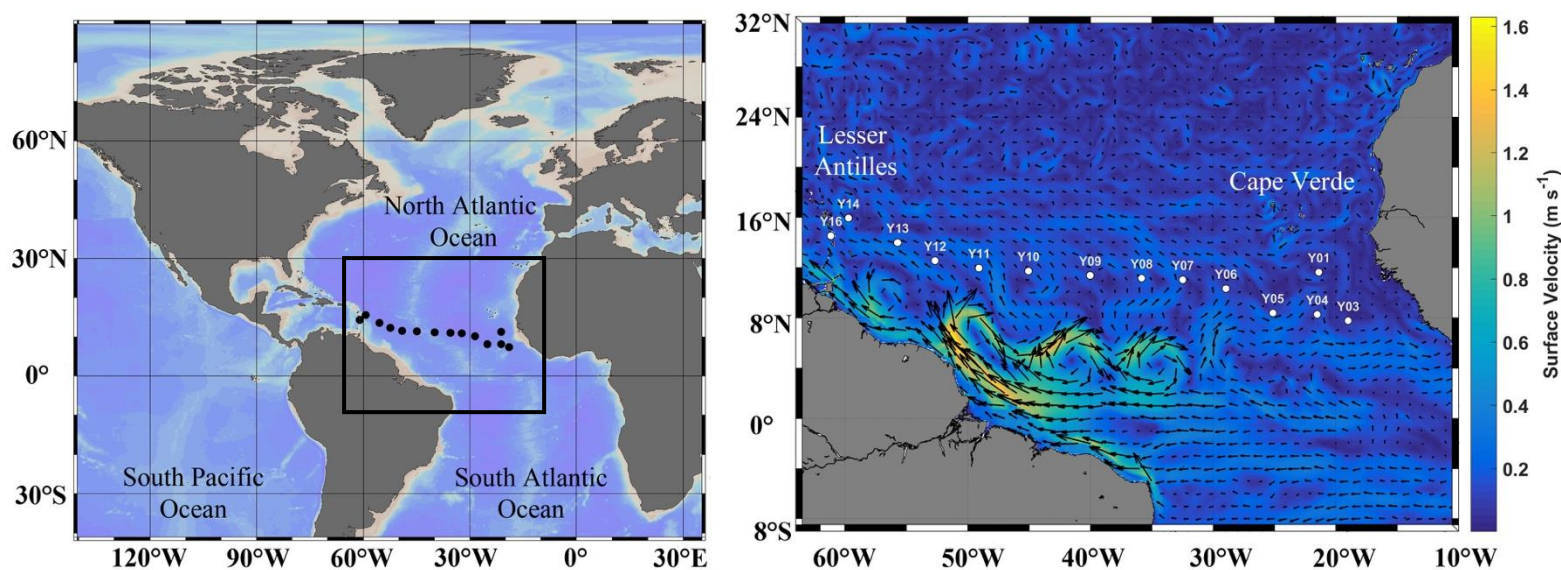 60°N
30°N
0°
30°S
120°W
90°W
60°W
30°W
0°W
30°E
North Atlantic
Ocean
South Pacific
Ocean
South Atlantic
Ocean
32°N
24°N
16°N
8°N
0°
8°S
60°W
50°W
40°W
30°W
20°W
10°W
Lesser
Antilles
Cape Verde
Y14
Y16
Y13
Y12
Y11
Y10
Y09
Y08
Y07
Y06
Y01
Y05
Y04
Y03
1.6
1.4
1.2
1
0.8
0.6
0.4
0.2
Surface Velocity (m s⁻¹)